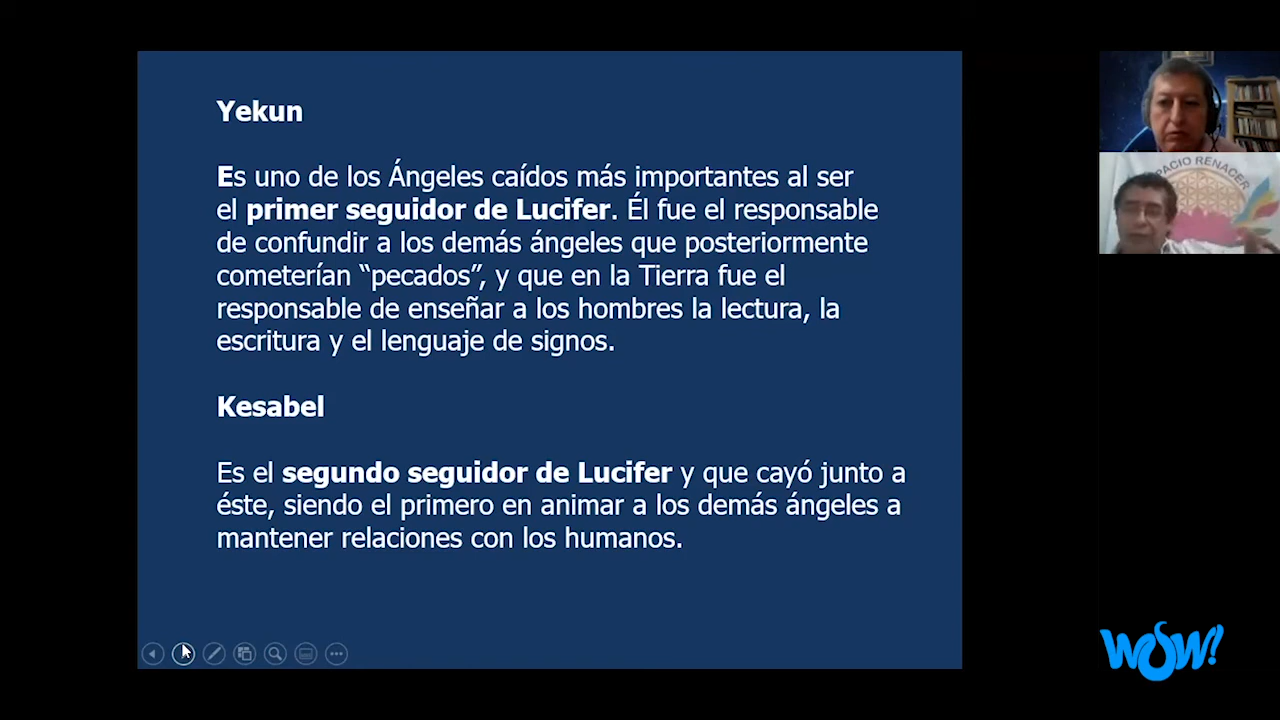 Yekun
Es uno de los Ángeles caídos más importantes al ser
el primer seguidor de Lucifer. Él fue el responsable
de confundir a los demás ángeles que posteriormente
cometerían “pecados”, y que en la Tierra fue el
responsable de enseñar a los hombres la lectura, la
escritura y el lenguaje de signos.
Kesabel
Es el segundo seguidor de Lucifer y que cayó junto a
éste, siendo el primero en animar a los demás ángeles a
mantener relaciones con los humanos.
PACIO RENACER
WOW!